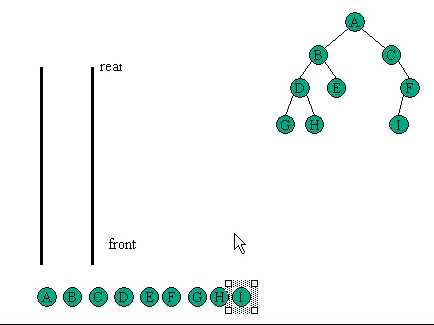 A
B C
rear
D E F
G H I
front
A B C D E F G H I